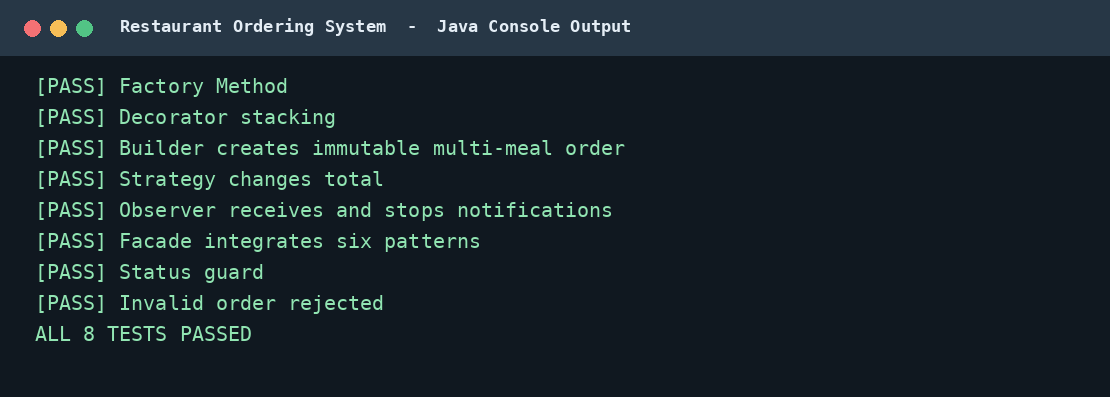 Restaurant Ordering System  -  Java Console Output
[PASS] Factory Method
[PASS] Decorator stacking
[PASS] Builder creates immutable multi-meal order
[PASS] Strategy changes total
[PASS] Observer receives and stops notifications
[PASS] Facade integrates six patterns
[PASS] Status guard
[PASS] Invalid order rejected
ALL 8 TESTS PASSED